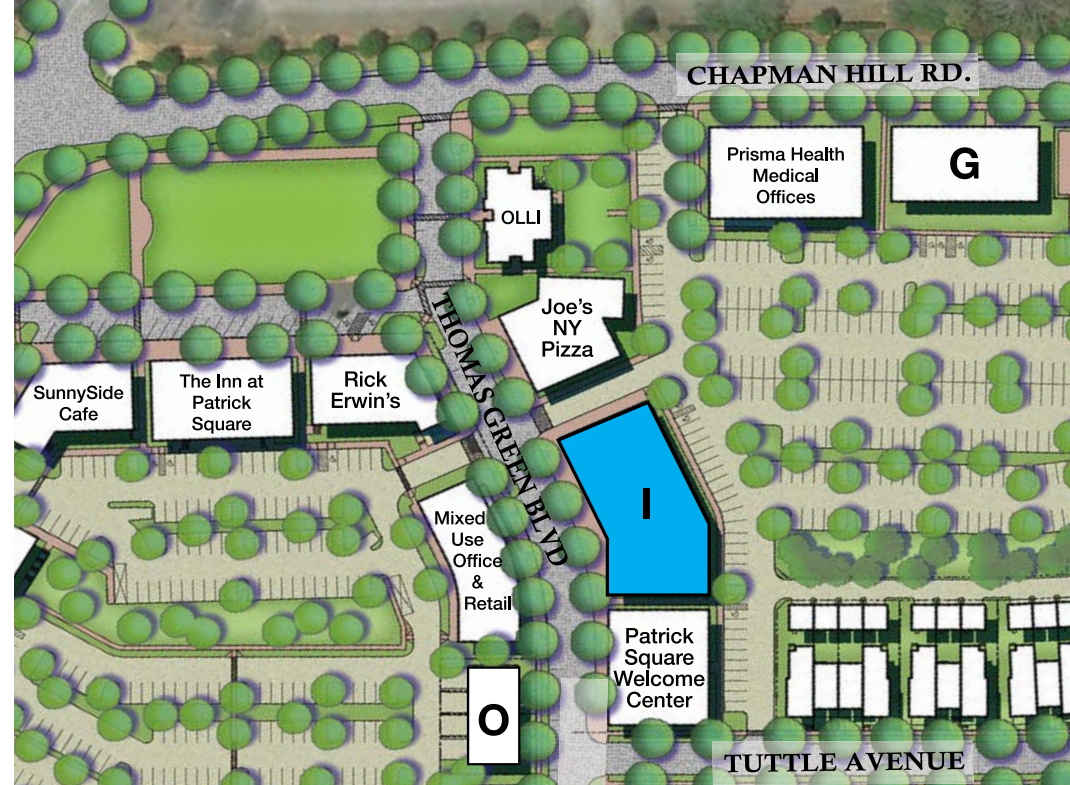 CHAPMAN HILL RD.
Prisma Health
Medical
Offices
G
OLLI
THOMAS GREEN BLVD
Joe's
NY
Pizza
SunnySide
Cafe
The Inn at
Patrick
Square
Rick
Erwin's
I
Mixed
Use
Office
&
Retail
Patrick
Square
Welcome
Center
O
TUTTLE AVENUE